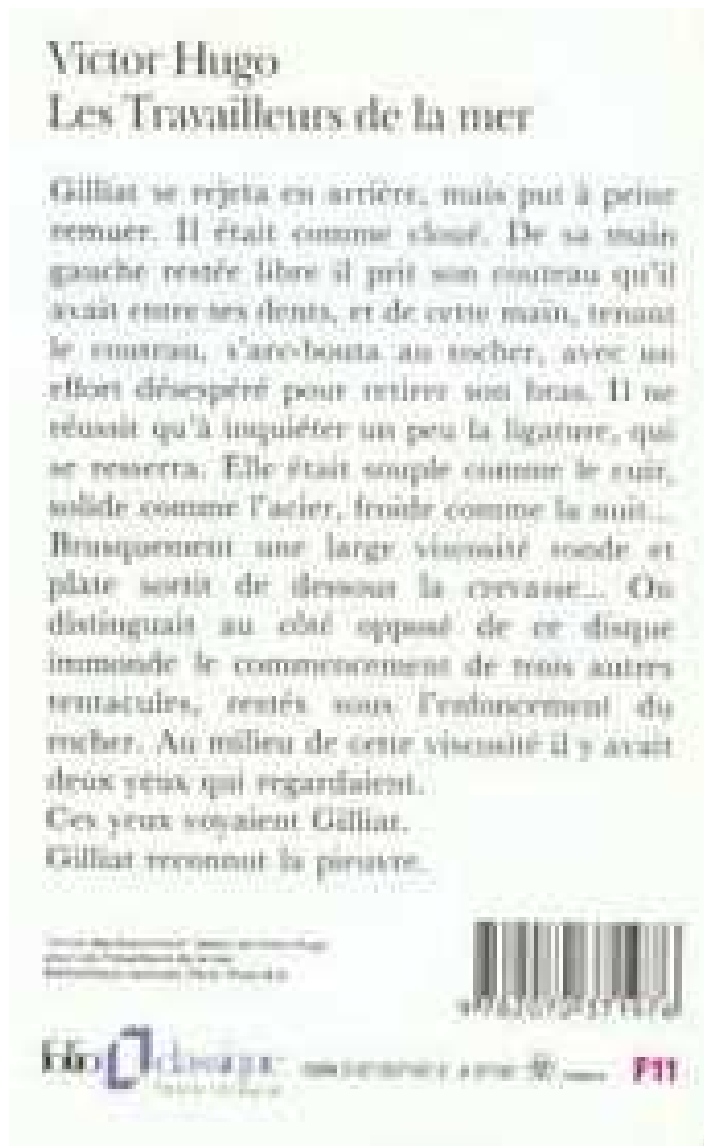 Victor Hugo
Les Travailleurs de la mer
Gilliat se rejeta en arrière, mais put à peine
remuer. Il était comme cloué. De sa main
gauche restée libre il prit son couteau qu'il
avait entre ses dents, et de cette main, tenant
le couteau, s'arc-bouta au rocher, avec un
effort désespéré pour retirer son bras. Il ne
réussit qu'à inquiéter un peu la ligature, qui
se resserra. Elle était souple comme le cuir,
solide comme l'acier, froide comme la nuit...
Brusquement une large viscosité ronde et
plate sortit de dessous la crevasse... On
distinguait au côté opposé de ce disque
immonde le commencement de trois autres
tentacules, restés sous l'enfoncement du
rocher. Au milieu de cette viscosité il y avait
deux yeux qui regardaient.
Ces yeux voyaient Gilliat.
Gilliat reconnut la pieuvre.
folio classique
F11